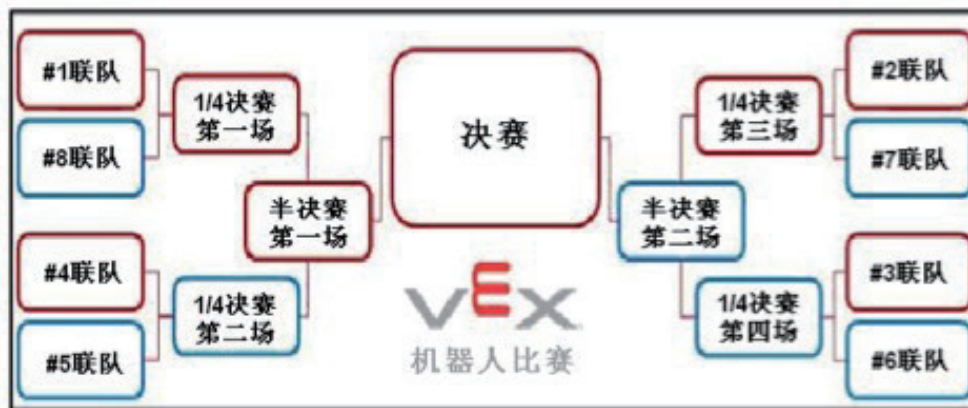 #1联队
#8联队
1/4决赛
第一场
#4联队
#5联队
1/4决赛
第二场
半决赛
第一场
决赛
半决赛
第二场
1/4决赛
第三场
#2联队
#7联队
1/4决赛
第四场
#3联队
#6联队
VEX
机器人比赛